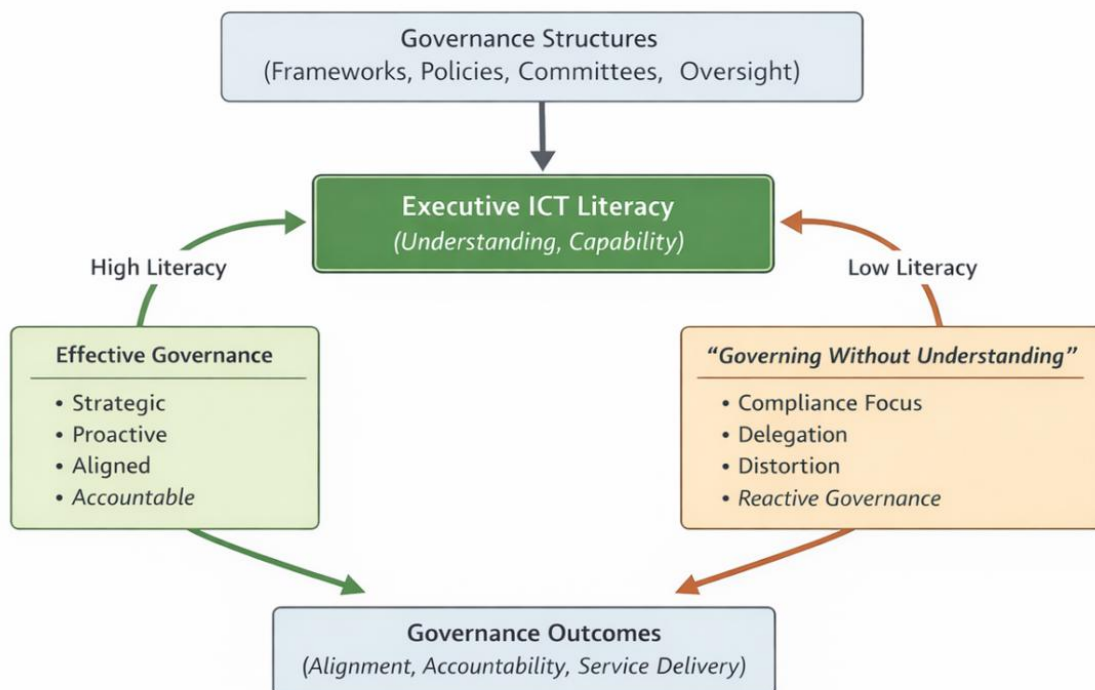 Governance Structures
(Frameworks, Policies, Committees, Oversight)
Executive ICT Literacy
(Understanding, Capability)
High Literacy
Low Literacy
Effective Governance
• Strategic
• Proactive
• Aligned
• Accountable
“Governing Without Understanding”
• Compliance Focus
• Delegation
• Distortion
• Reactive Governance
Governance Outcomes
(Alignment, Accountability, Service Delivery)